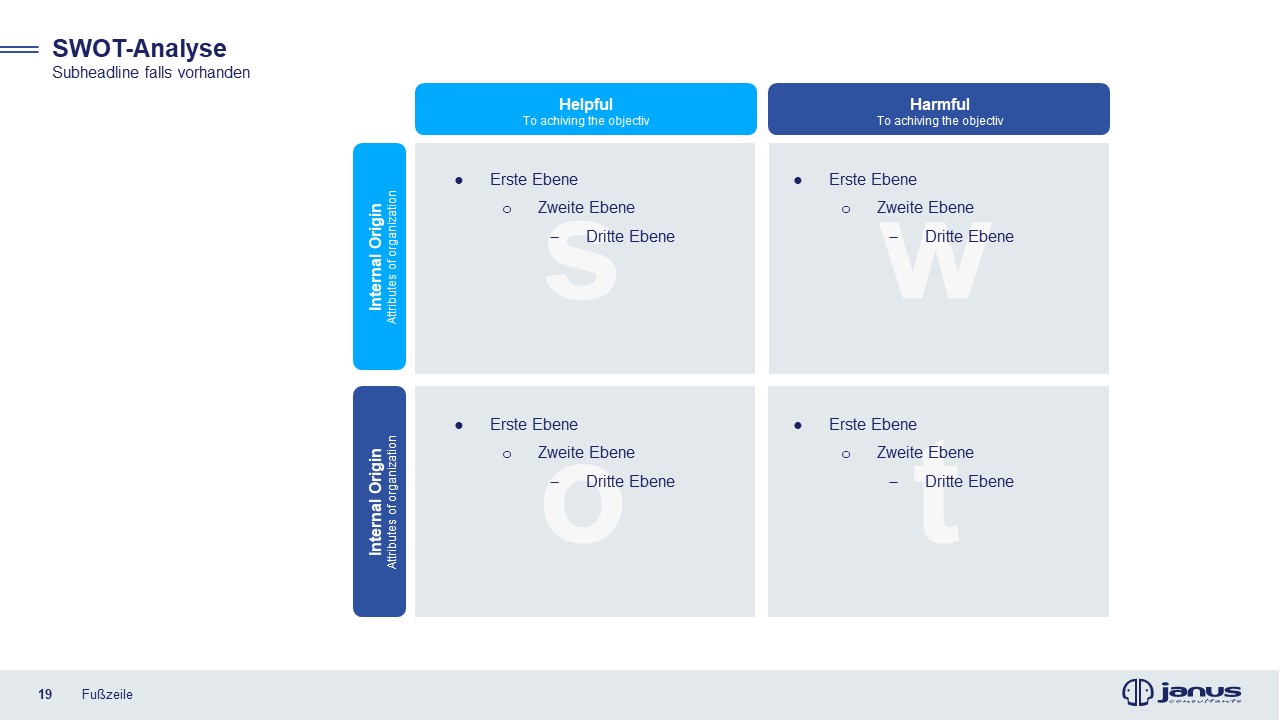 SWOT-Analyse
Subheadline falls vorhanden
Helpful
To achiving the objectiv
Harmful
To achiving the objectiv
Internal Origin
Attributes of organization
● Erste Ebene
o Zweite Ebene
– Dritte Ebene
s
● Erste Ebene
o Zweite Ebene
– Dritte Ebene
w
Internal Origin
Attributes of organization
● Erste Ebene
o Zweite Ebene
– Dritte Ebene
o
● Erste Ebene
o Zweite Ebene
– Dritte Ebene
t
19 Fußzeile
janus
consultants